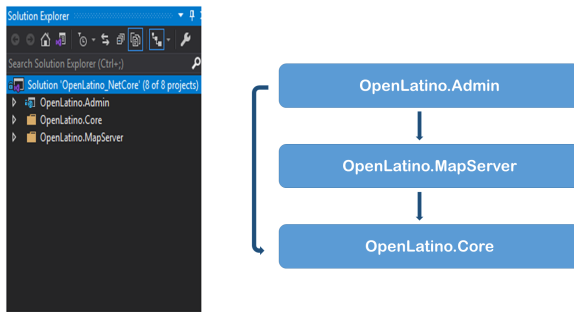 Solution Explorer
Search Solution Explorer (Ctrl+;)
Solution 'OpenLatino_NetCore' (8 of 8 projects)
OpenLatino.Admin
OpenLatino.Core
OpenLatino.MapServer
OpenLatino.Admin
OpenLatino.MapServer
OpenLatino.Core